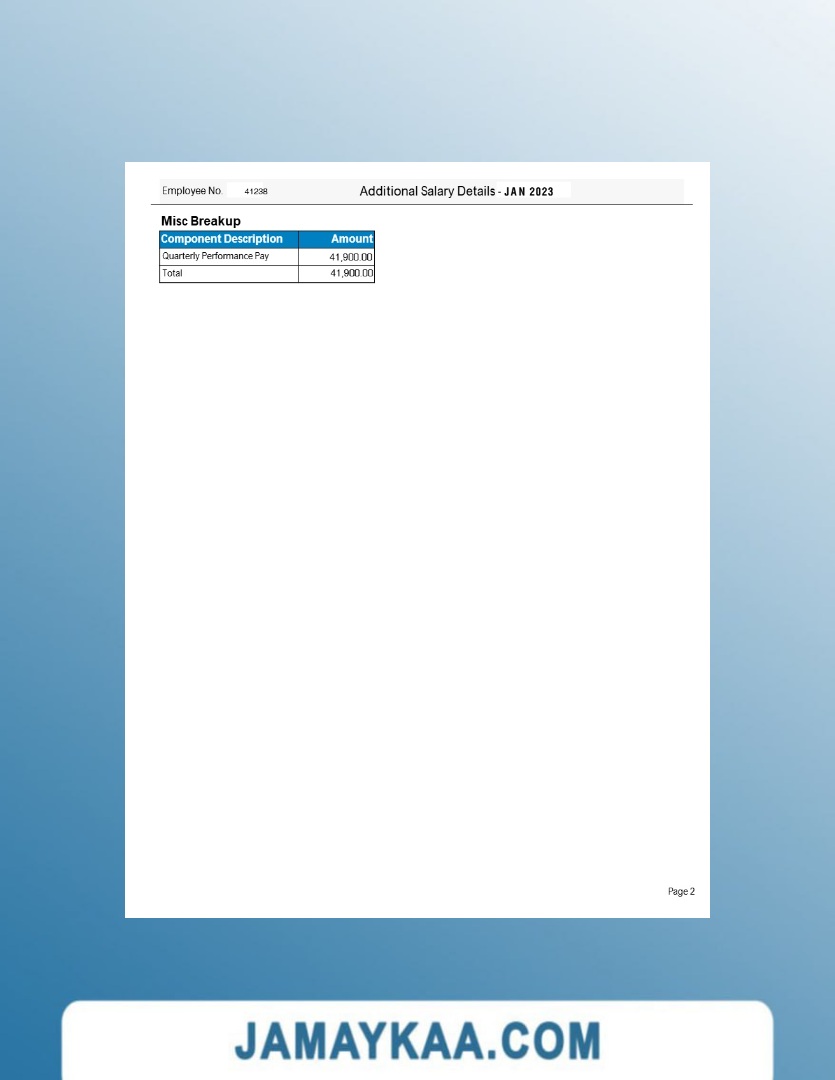 Employee No. 41238 Additional Salary Details - JAN 2023
Misc Breakup
Component Description Amount
Quarterly Performance Pay 41,900.00
Total 41,900.00
Page 2
JAMAYKAA.COM